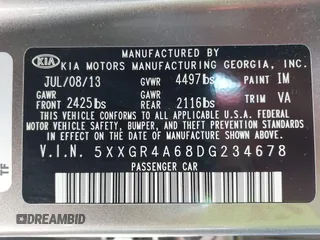 MANUFACTURED BY
KIA
KIA MOTORS MANUFACTURING GEORGIA, INC.
JUL/08/13 GVWR 4497lbs PAINT IM
GAWR FRONT 2425lbs GAWR REAR 2116lbs TRIM VA
THIS VEHICLE CONFORMS TO ALL APPLICABLE
U.S. FEDERAL MOTOR VEHICLE SAFETY, BUMPER,
AND THEFT PREVENTION STANDARDS IN
EFFECT ON THE DATE OF MANUFACTURE SHOWN ABOVE.
V.I.N. 5XXGR4A68DG234678
PASSENGER CAR
TF
DREAMBID